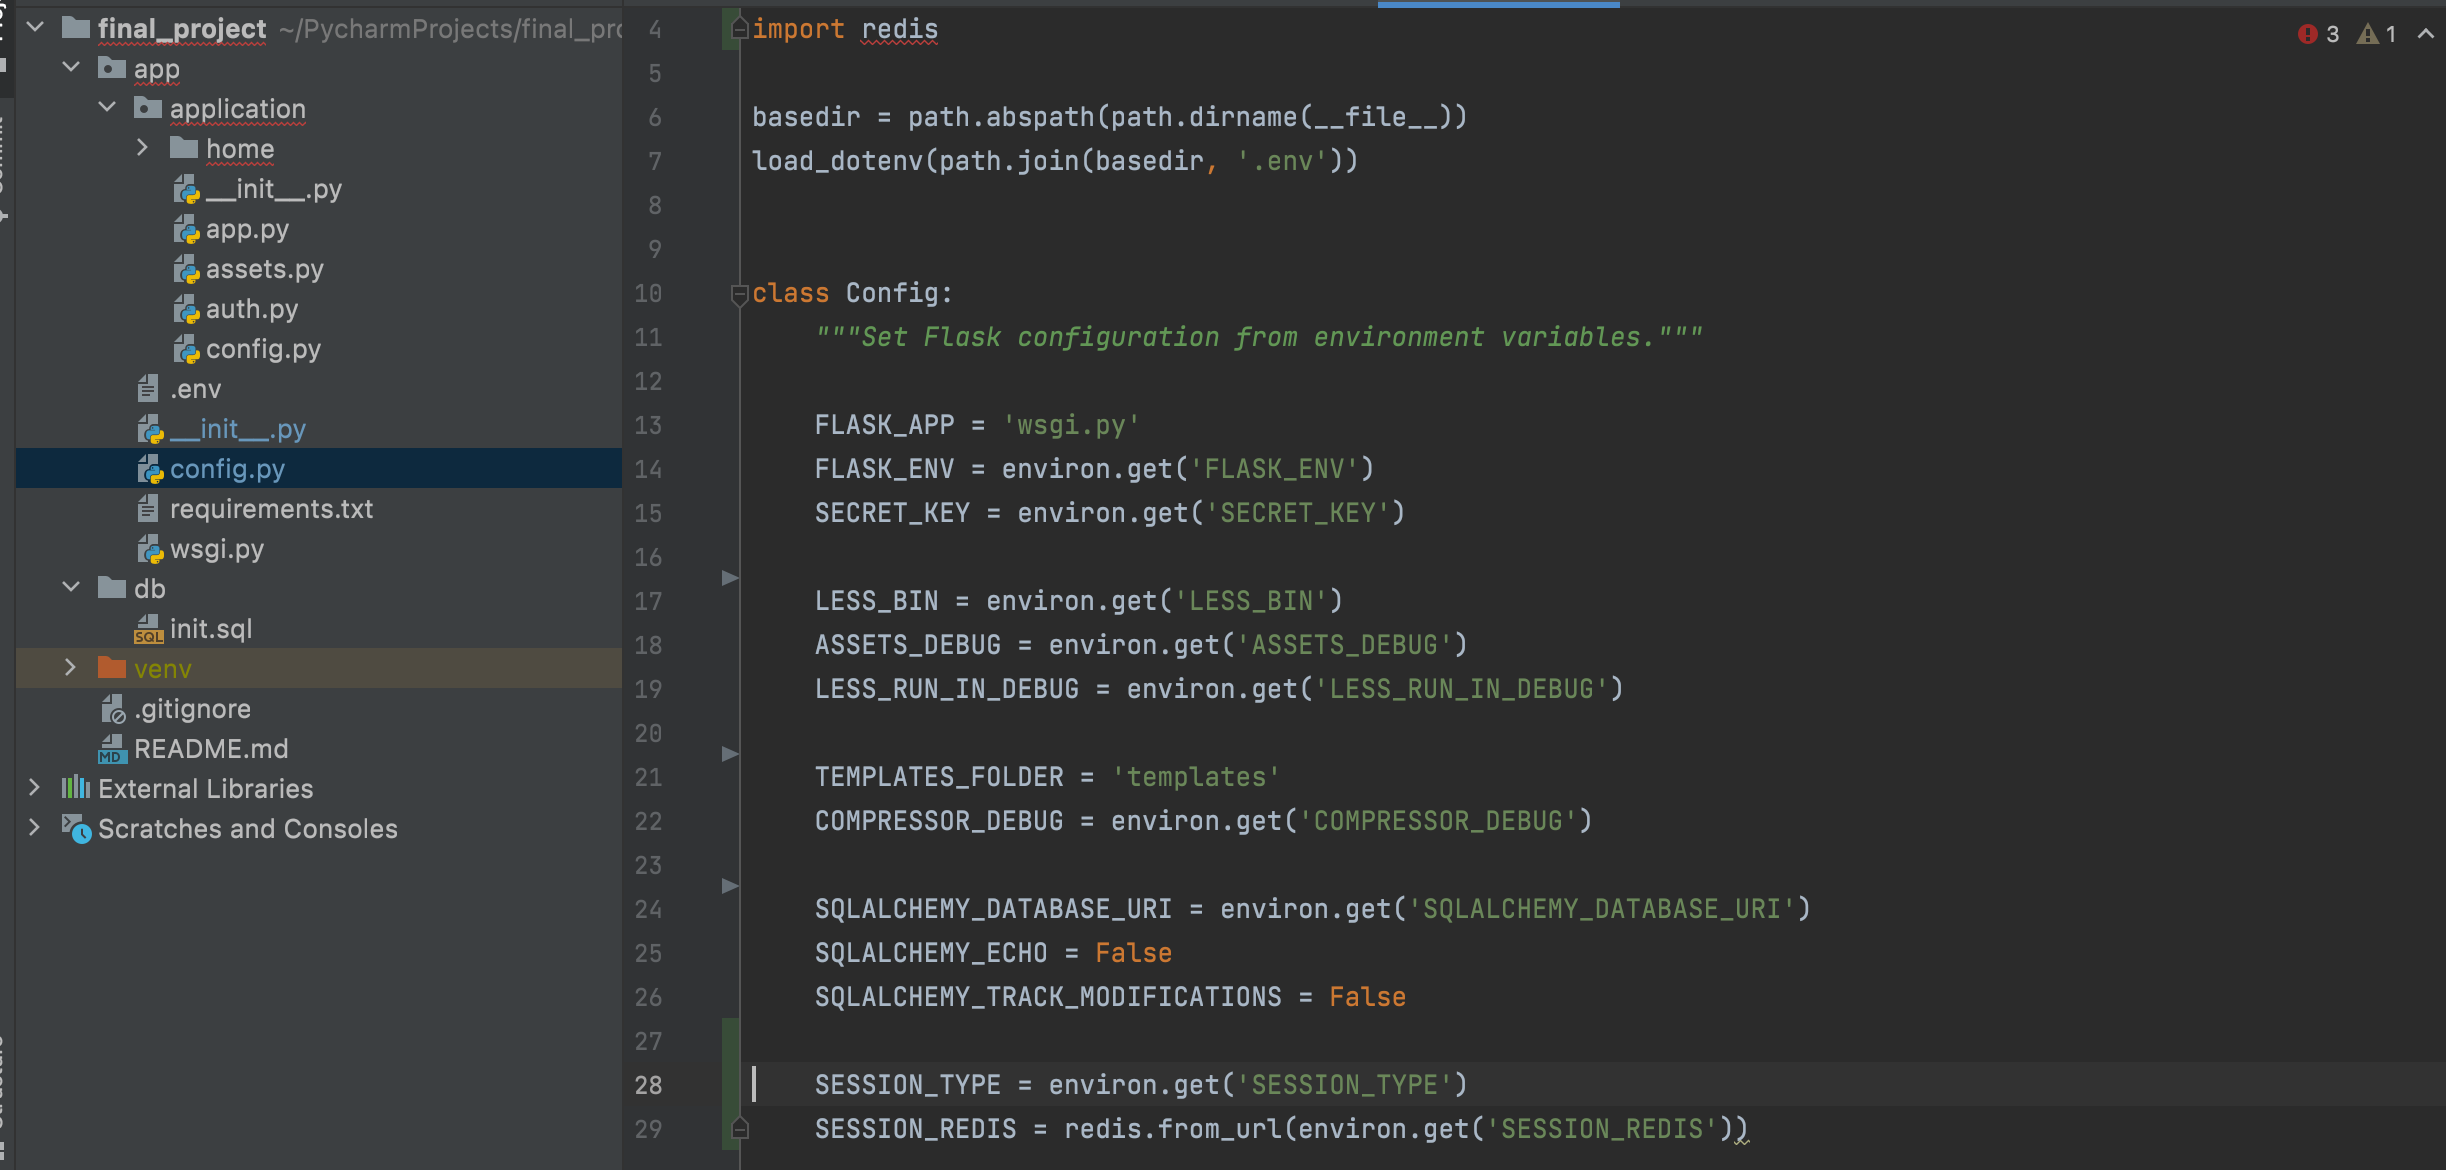 final_project ~/PycharmProjects/final_pro
app
application
home
__init__.py
app.py
assets.py
auth.py
config.py
.env
__init__.py
config.py
requirements.txt
wsgi.py
db
init.sql
venv
.gitignore
README.md
External Libraries
Scratches and Consoles
3 1
4 import redis
5
6 basedir = path.abspath(path.dirname(__file__))
7 load_dotenv(path.join(basedir, '.env'))
8
9
10 class Config:
11 """Set Flask configuration from environment variables."""
12
13 FLASK_APP = 'wsgi.py'
14 FLASK_ENV = environ.get('FLASK_ENV')
15 SECRET_KEY = environ.get('SECRET_KEY')
16
17 LESS_BIN = environ.get('LESS_BIN')
18 ASSETS_DEBUG = environ.get('ASSETS_DEBUG')
19 LESS_RUN_IN_DEBUG = environ.get('LESS_RUN_IN_DEBUG')
20
21 TEMPLATES_FOLDER = 'templates'
22 COMPRESSOR_DEBUG = environ.get('COMPRESSOR_DEBUG')
23
24 SQLALCHEMY_DATABASE_URI = environ.get('SQLALCHEMY_DATABASE_URI')
25 SQLALCHEMY_ECHO = False
26 SQLALCHEMY_TRACK_MODIFICATIONS = False
27
28 SESSION_TYPE = environ.get('SESSION_TYPE')
29 SESSION_REDIS = redis.from_url(environ.get('SESSION_REDIS'))